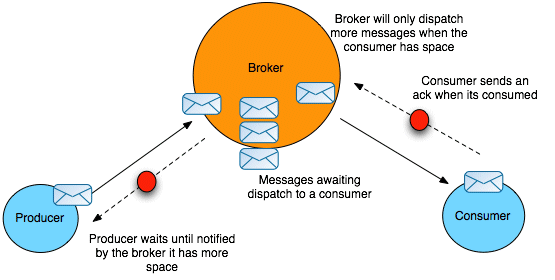 Broker will only dispatch
more messages when the
consumer has space
Broker
Consumer sends an
ack when its consumed
Messages awaiting
dispatch to a consumer
Producer
Consumer
Producer waits until notified
by the broker it has more
space